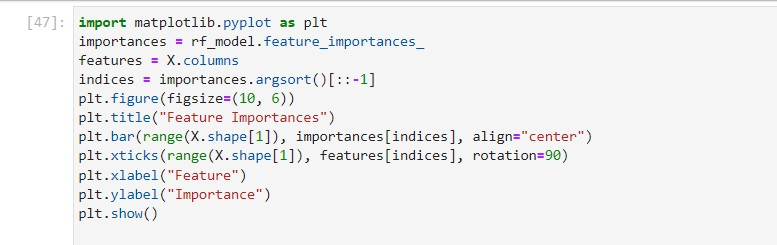 [47]: import matplotlib.pyplot as plt
importances = rf_model.feature_importances_
features = X.columns
indices = importances.argsort()[::-1]
plt.figure(figsize=(10, 6))
plt.title("Feature Importances")
plt.bar(range(X.shape[1]), importances[indices], align="center")
plt.xticks(range(X.shape[1]), features[indices], rotation=90)
plt.xlabel("Feature")
plt.ylabel("Importance")
plt.show()